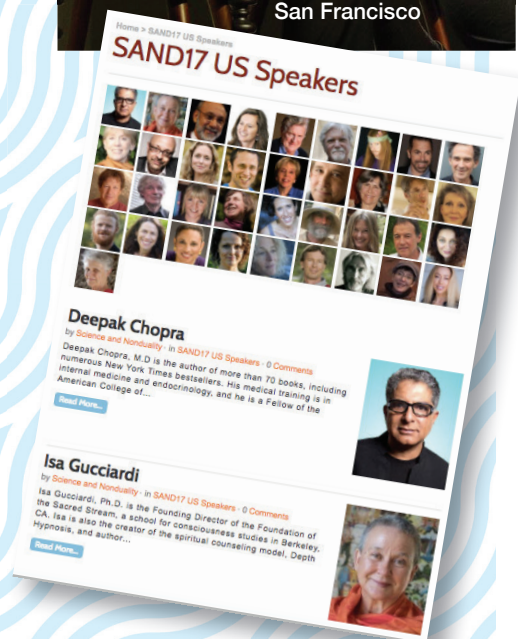 San Francisco
Home > SAND17 US Speakers
SAND17 US Speakers
Deepak Chopra
by Science and Nonduality · in SAND17 US Speakers · 0 Comments
Deepak Chopra, M.D is the author of more than 70 books, including
numerous New York Times bestsellers. His medical training is in
internal medicine and endocrinology, and he is a Fellow of the
American College of...
Read More...
Isa Gucciardi
by Science and Nonduality · in SAND17 US Speakers · 0 Comments
Isa Gucciardi, Ph.D. is the Founding Director of the Foundation of
the Sacred Stream, a school for consciousness studies in Berkeley,
CA. Isa is also the creator of the spiritual counseling model, Depth
Hypnosis, and author...
Read More...